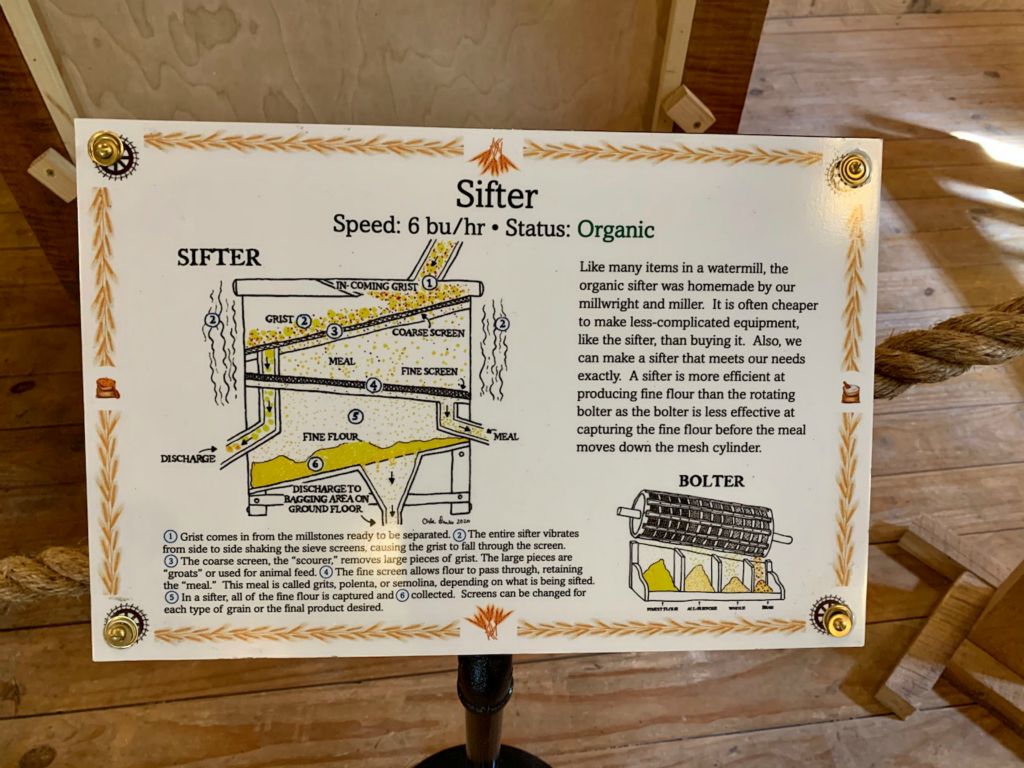 Sifter
Speed: 6 bu/hr • Status: Organic
SIFTER
IN-COMING GRIST 1
2
GRIST 2
2
3
COARSE SCREEN
MEAL
FINE SCREEN
4
5
FINE FLOUR
MEAL
DISCHARGE
6
DISCHARGE TO
BAGGING AREA ON
GROUND FLOOR
2020
1 Grist comes in from the millstones ready to be separated. 2 The entire sifter vibrates
from side to side shaking the sieve screens, causing the grist to fall through the screen.
3 The coarse screen, the "scourer," removes large pieces of grist. The large pieces are
"groats" or used for animal feed. 4 The fine screen allows flour to pass through, retaining
the "meal." This meal is called grits, polenta, or semolina, depending on what is being sifted.
5 In a sifter, all of the fine flour is captured and 6 collected. Screens can be changed for
each type of grain or the final product desired.
Like many items in a watermill, the
organic sifter was homemade by our
millwright and miller. It is often cheaper
to make less-complicated equipment,
like the sifter, than buying it. Also, we
can make a sifter that meets our needs
exactly. A sifter is more efficient at
producing fine flour than the rotating
bolter as the bolter is less effective at
capturing the fine flour before the meal
moves down the mesh cylinder.
BOLTER
FINEST FLOUR ALL-PURPOSE